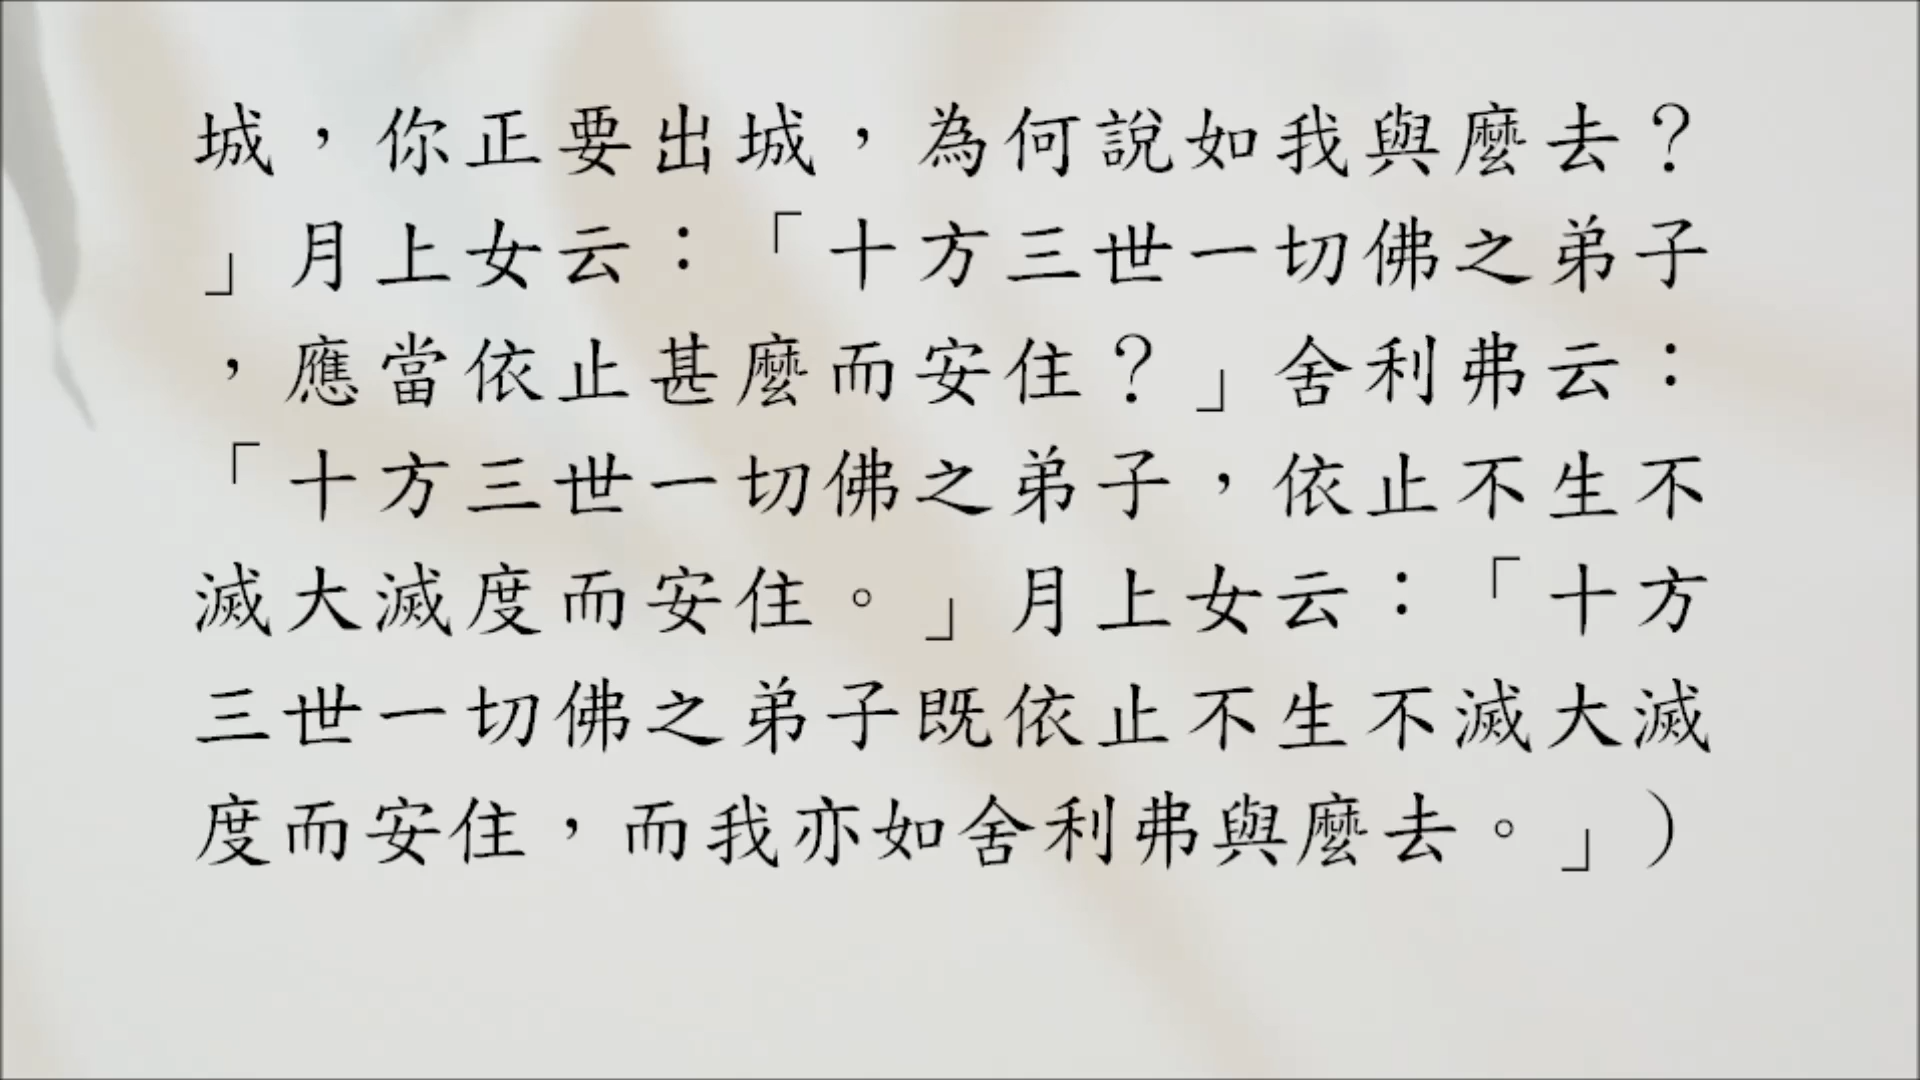 城，你正要出城，為何說如我與麼去？
」月上女云：「十方三世一切佛之弟子
，應當依止甚麼而安住？」舍利弗云：
「十方三世一切佛之弟子，依止不生不
滅大滅度而安住。」月上女云：「十方
三世一切佛之弟子既依止不生不滅大滅
度而安住，而我亦如舍利弗與麼去。」）